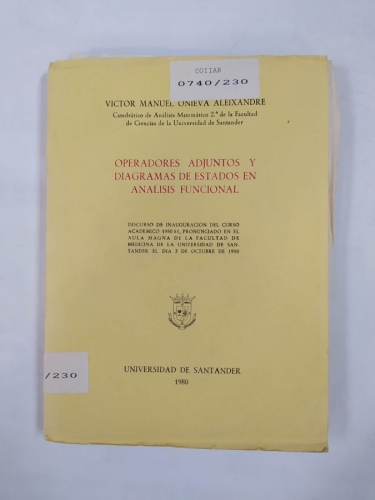 COIIAR
0740/230
VICTOR MANUEL ONIEVA ALEIXANDRE
Catedrático de Análisis Matemático 2.º de la Facultad
de Ciencias de la Universidad de Santander
OPERADORES ADJUNTOS Y
DIAGRAMAS DE ESTADOS EN
ANALISIS FUNCIONAL
DISCURSO DE INAUGURACION DEL CURSO
ACADEMICO 1980-81, PRONUNCIADO EN EL
AULA MAGNA DE LA FACULTAD DE
MEDICINA DE LA UNIVERSIDAD DE SAN-
TANDER EL DIA 3 DE OCTUBRE DE 1980
/230
UNIVERSIDAD DE SANTANDER
1980